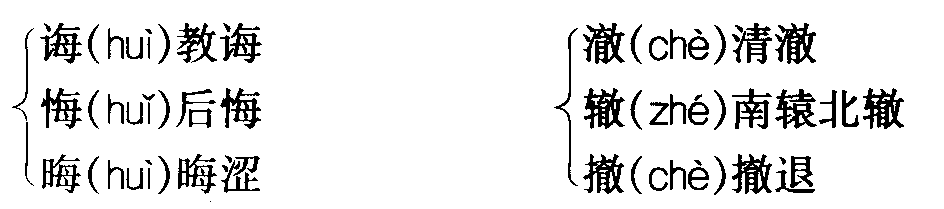 诲(huì)教诲
悔(huǐ)后悔
晦(huì)晦涩
澈(chè)清澈
辙(zhé)南辕北辙
撤(chè)撤退